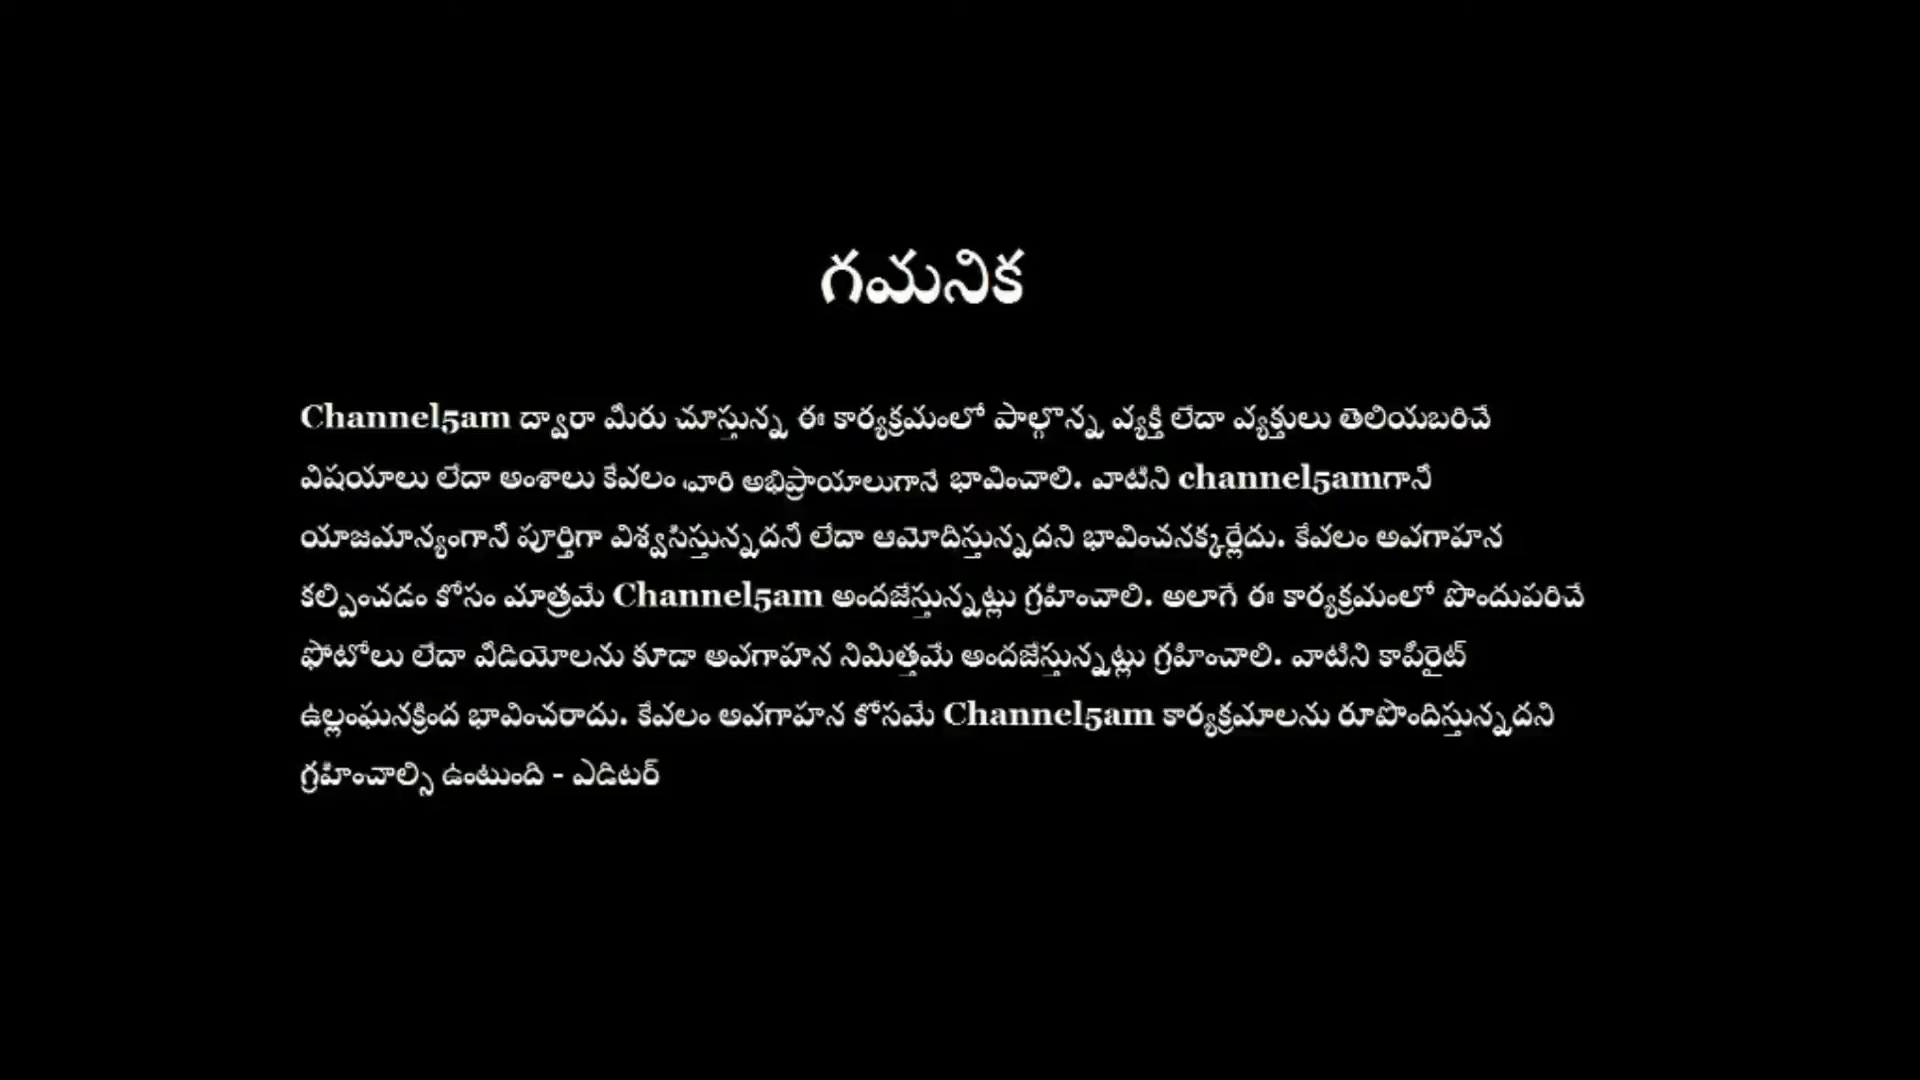 గమనిక
Channel5am ద్వారా మీరు చూస్తున్న ఈ కార్యక్రమంలో పాల్గొన్న వ్యక్తి లేదా వ్యక్తులు తెలియబరిచే
విషయాలు లేదా అంశాలు కేవలం వారి అభిప్రాయాలుగానే భావించాలి. వాటిని channel5amగానీ
యాజమాన్యంగానీ పూర్తిగా విశ్వసిస్తున్నదనీ లేదా ఆమోదిస్తున్నదని భావించనక్కర్లేదు. కేవలం అవగాహన
కల్పించడం కోసం మాత్రమే Channel5am అందజేస్తున్నట్లు గ్రహించాలి. అలాగే ఈ కార్యక్రమంలో పొందుపరిచే
ఫోటోలు లేదా వీడియోలను కూడా అవగాహన నిమిత్తమే అందజేస్తున్నట్లు గ్రహించాలి. వాటిని కాపీరైట్
ఉల్లంఘనక్రింద భావించరాదు. కేవలం అవగాహన కోసమే Channel5am కార్యక్రమాలను రూపొందిస్తున్నదని
గ్రహించాల్సి ఉంటుంది - ఎడిటర్